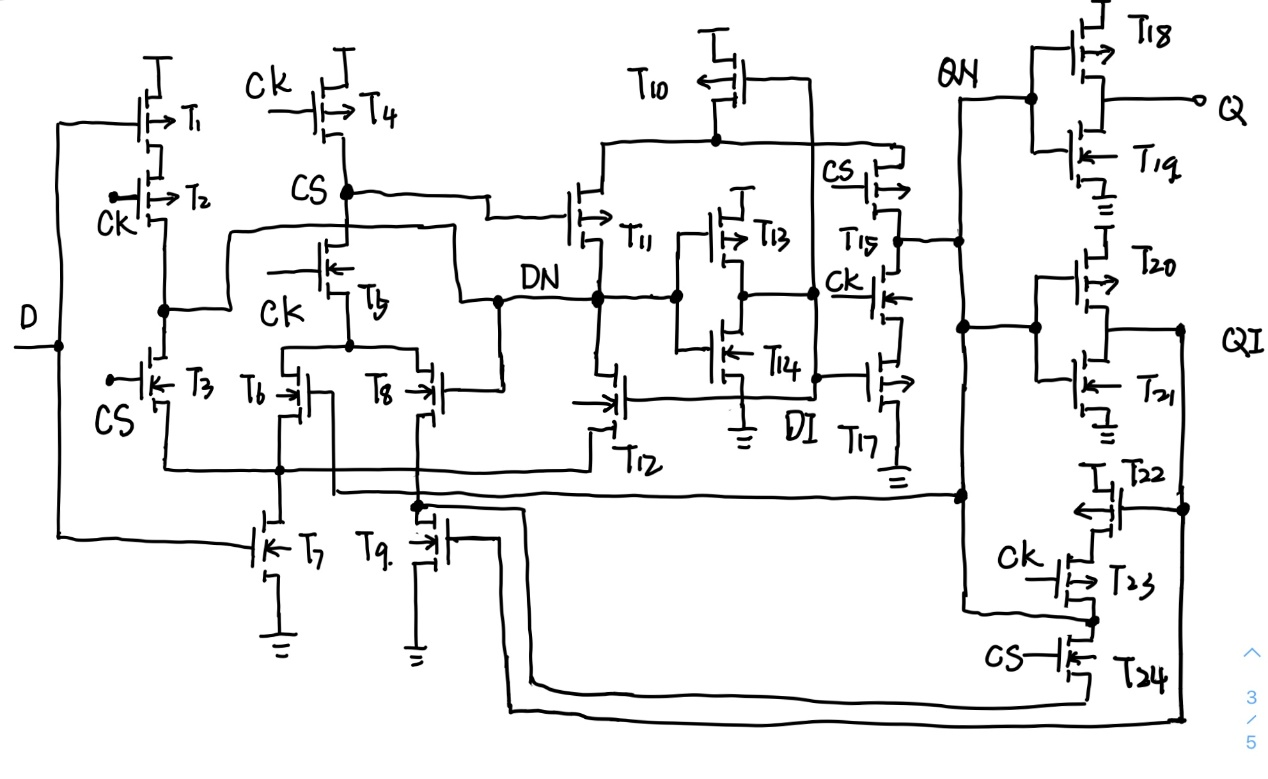 T18
T10
QN
Ck
T4
T1
Q
T2
Ck
CS
CS
T19
T11
T13
T15
T20
D
Ck
T5
DN
Ck
QI
T3
T6
T8
T14
T21
CS
DI
T17
T12
T22
T7
T9.
Ck
T23
CS
T24
3
/
5